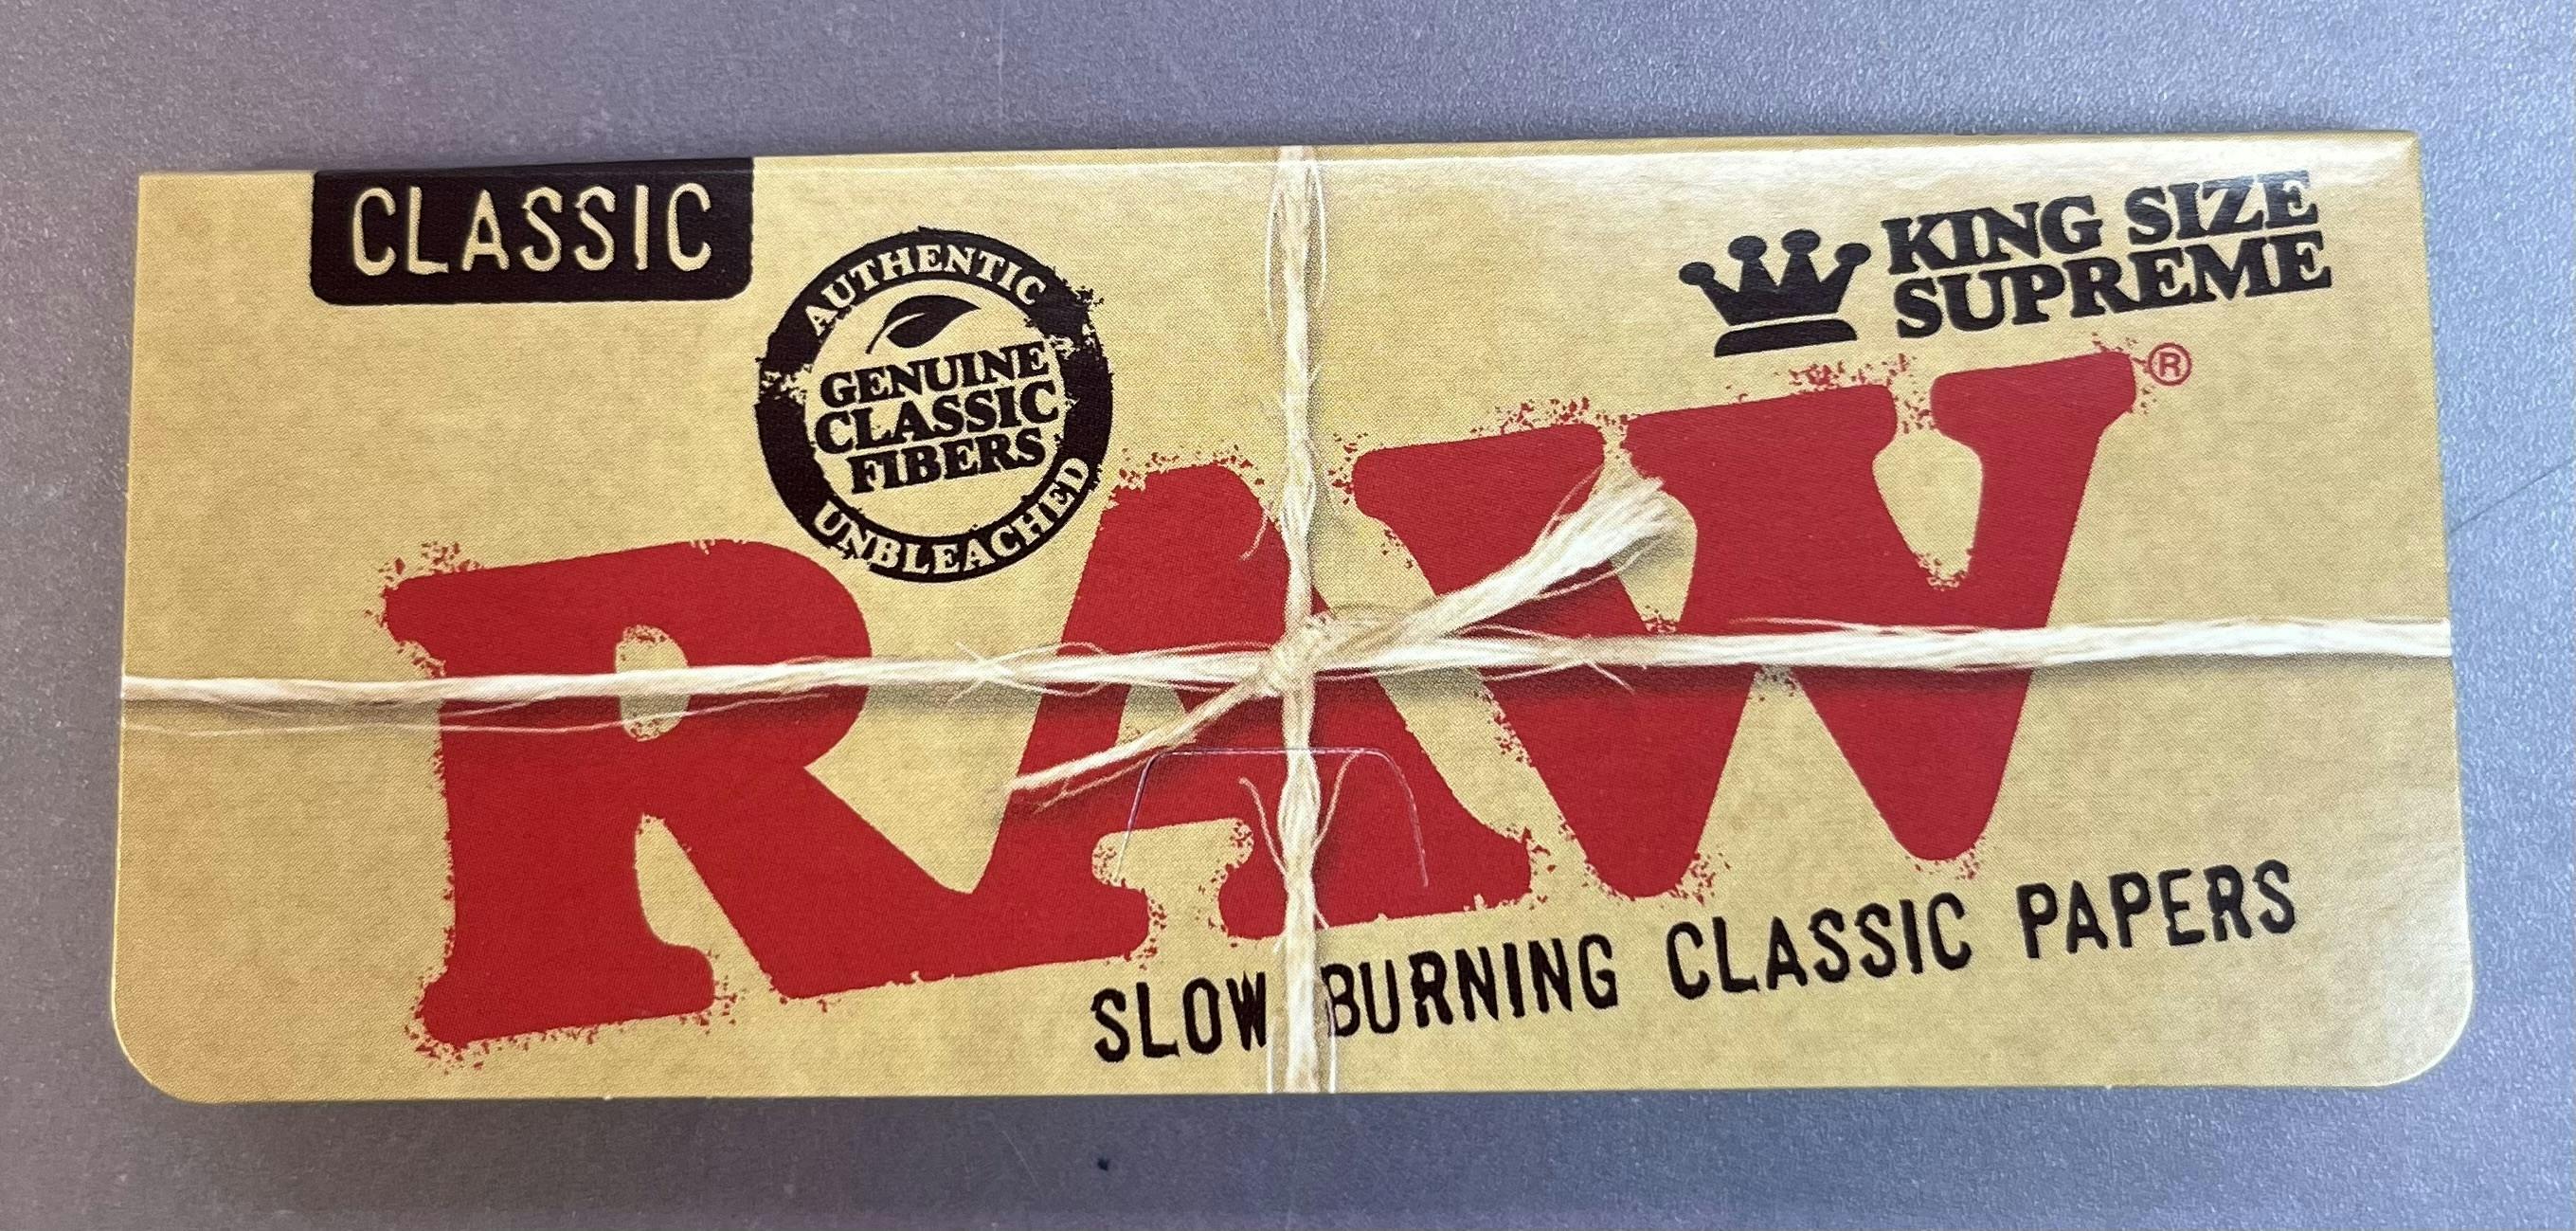 CLASSIC
AUTHENTIC
GENUINE
CLASSIC
FIBERS
UNBLEACHED
KING SIZE
SUPREME
RAW®
SLOW BURNING CLASSIC PAPERS